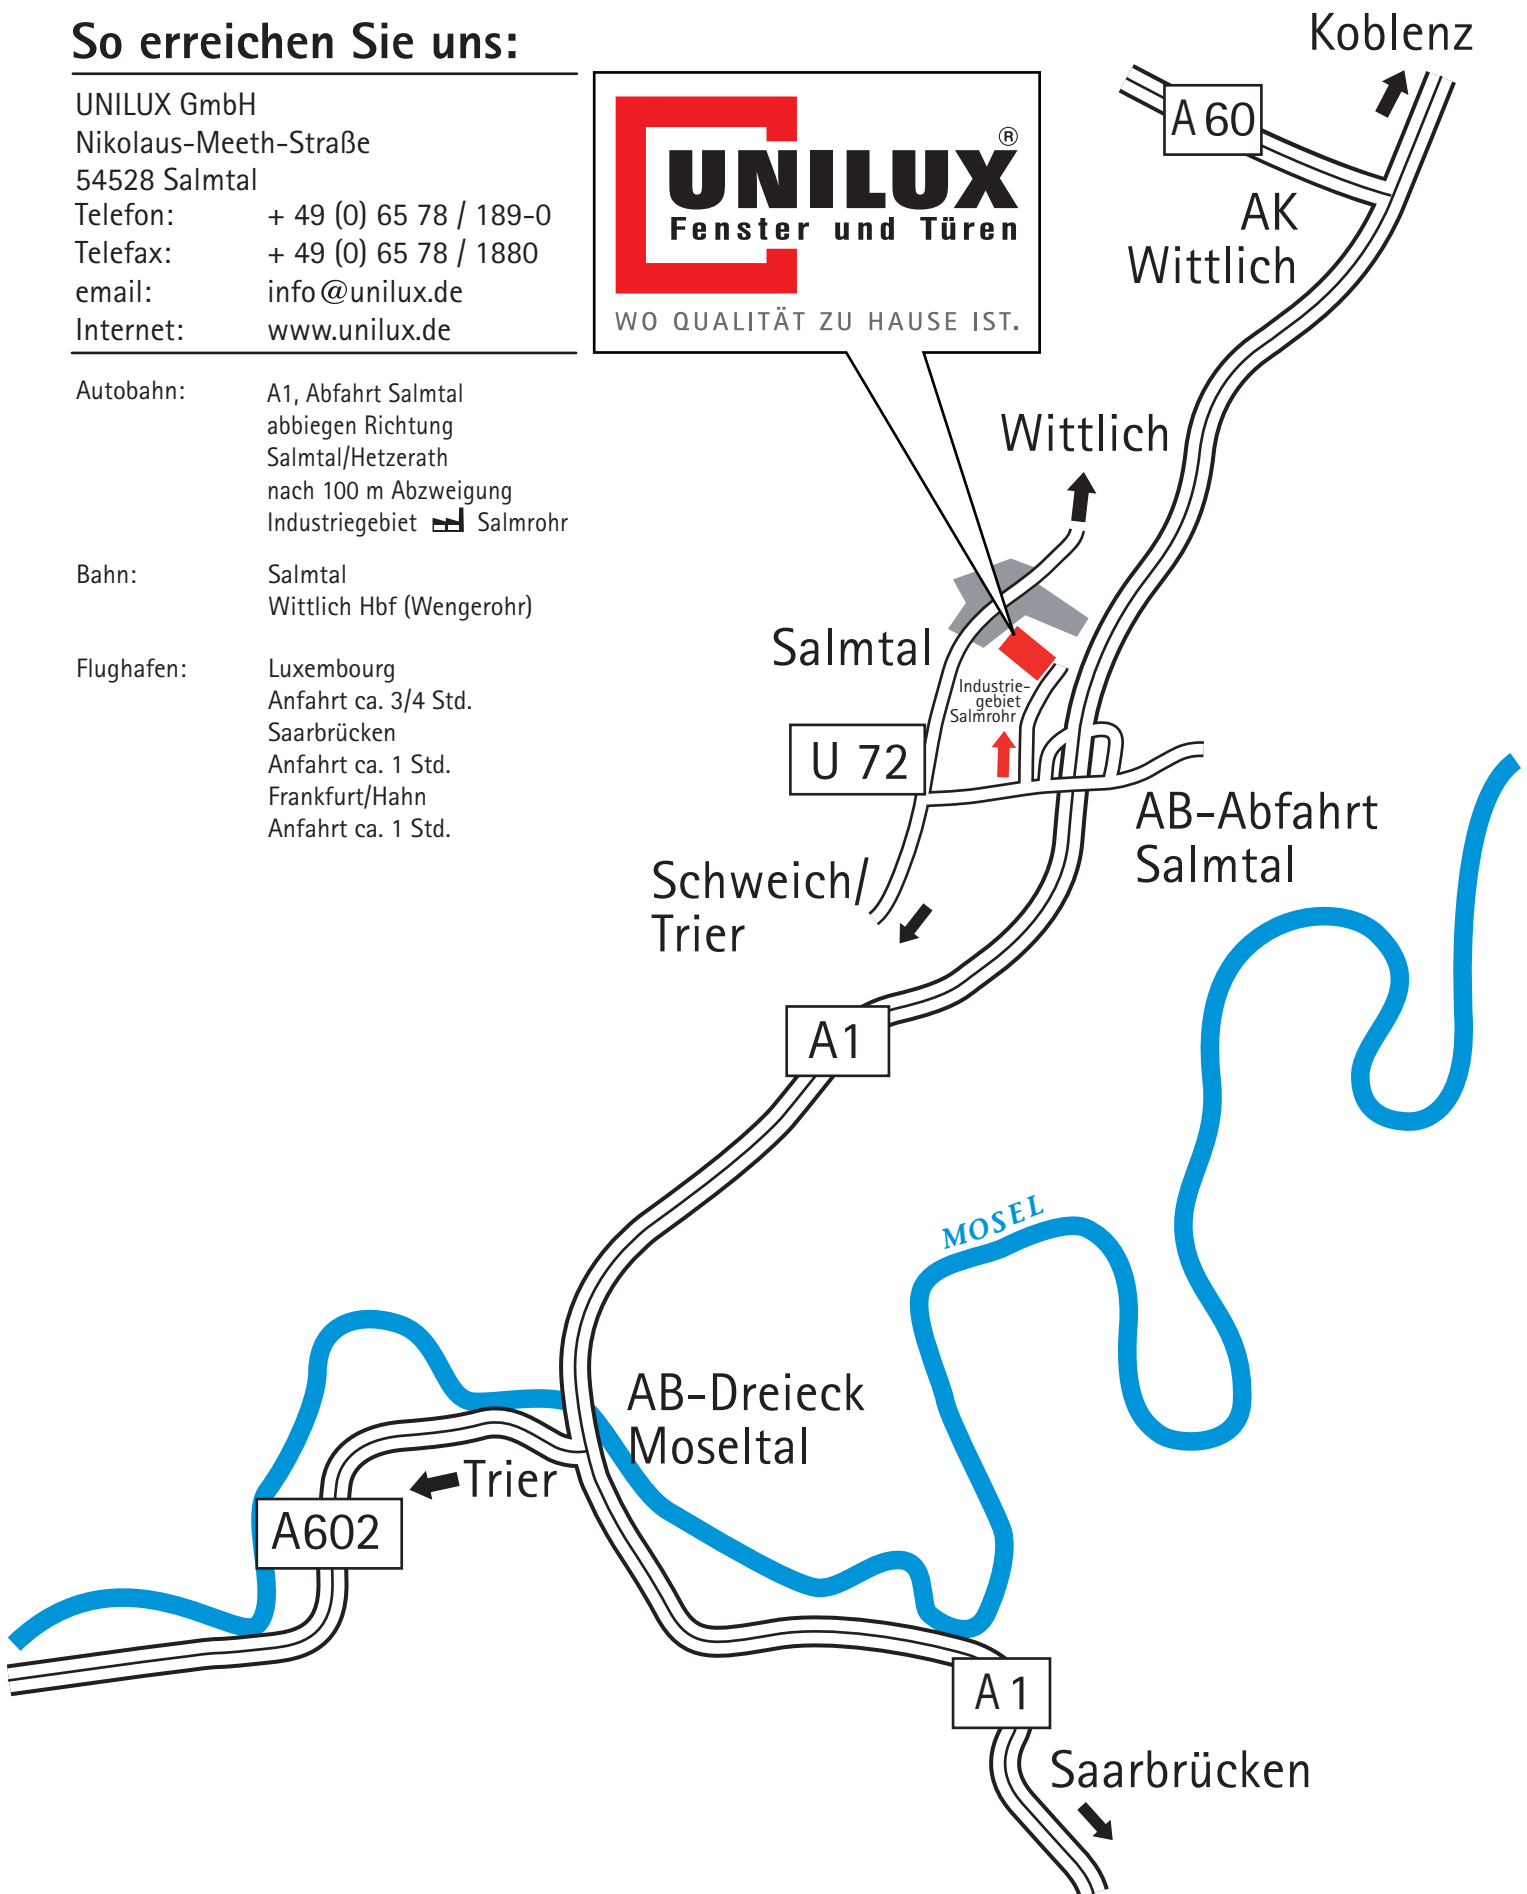 So erreichen Sie uns:
UNILUX GmbH
Nikolaus-Meeth-Straße
54528 Salmtal
Telefon: + 49 (0) 65 78 / 189-0
Telefax: + 49 (0) 65 78 / 1880
email: info@unilux.de
Internet: www.unilux.de
Autobahn: A1, Abfahrt Salmtal
abbiegen Richtung
Salmtal/Hetzerath
nach 100 m Abzweigung
Industriegebiet Salmrohr
Bahn: Salmtal
Wittlich Hbf (Wengerohr)
Flughafen: Luxembourg
Anfahrt ca. 3/4 Std.
Saarbrücken
Anfahrt ca. 1 Std.
Frankfurt/Hahn
Anfahrt ca. 1 Std.
UNILUX®
Fenster und Türen
WO QUALITÄT ZU HAUSE IST.
Koblenz
A 60
AK
Wittlich
Wittlich
Salmtal
Industrie-
gebiet
Salmrohr
U 72
AB-Abfahrt
Salmtal
Schweich/
Trier
A1
MOSEL
AB-Dreieck
Moseltal
Trier
A602
A 1
Saarbrücken